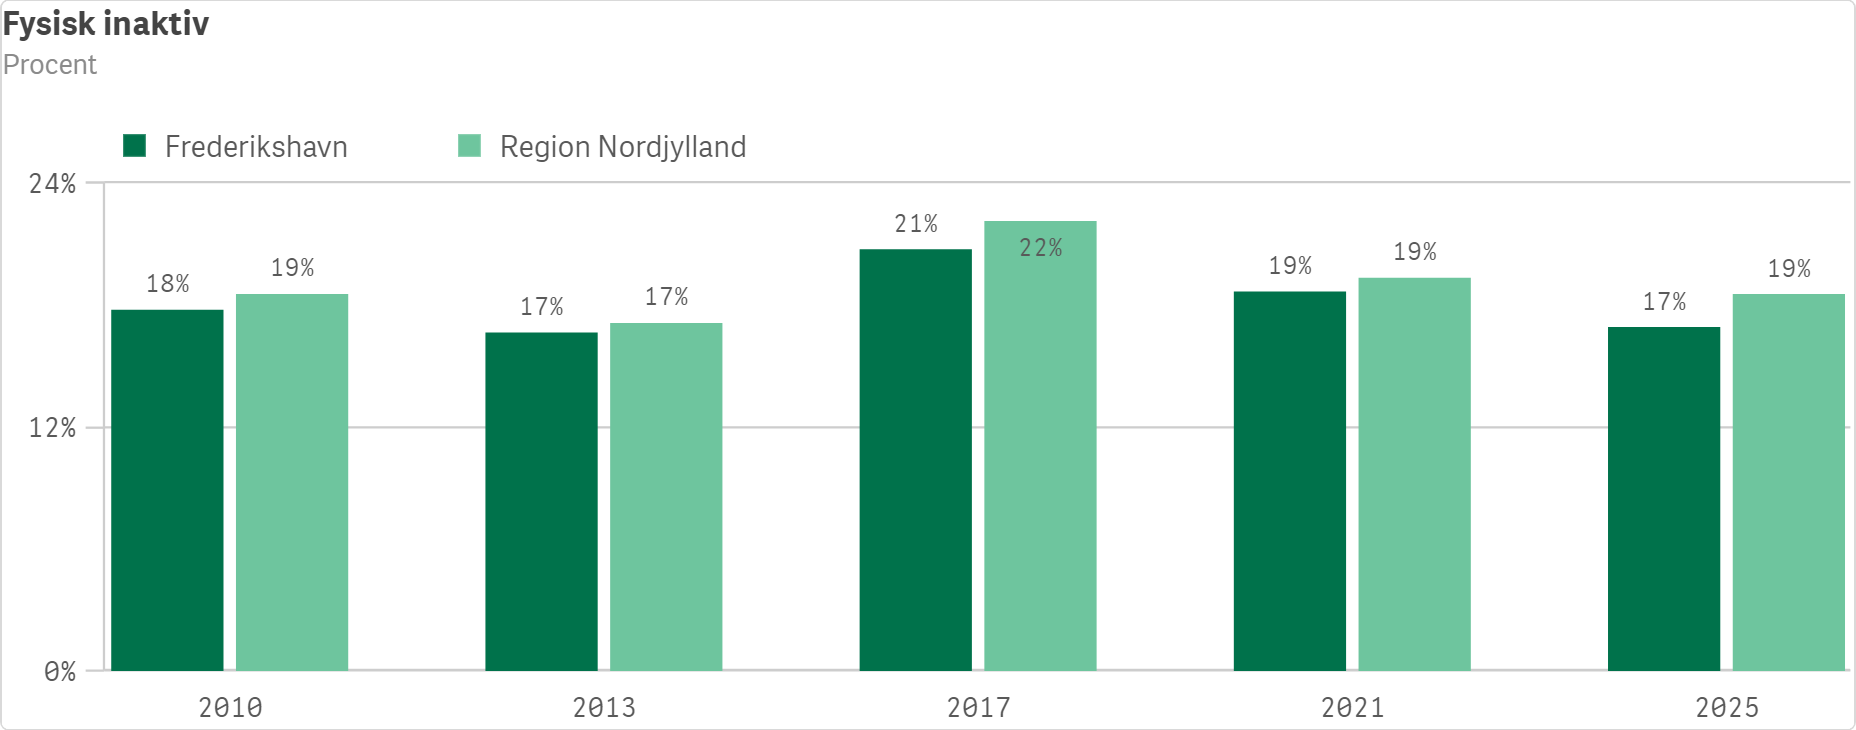 Fysisk inaktiv
Procent
Frederikshavn Region Nordjylland
24%
12%
0%
18% 19% 17% 17% 21% 22% 19% 19% 17% 19%
2010 2013 2017 2021 2025